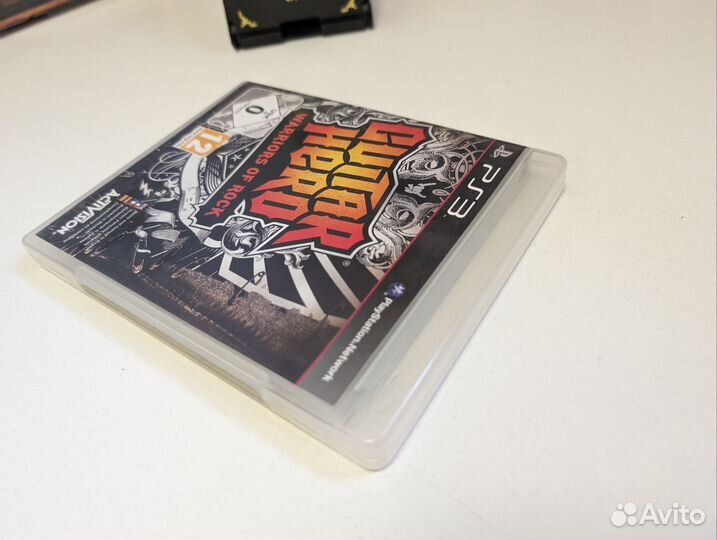 PS3
PlayStation.Network
GUITAR
HERO
®
WARRIORS OF ROCK
12
0
ACTIVISION
Avito